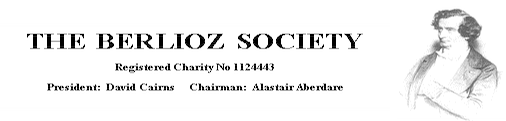 THE BERLIOZ SOCIETY
Registered Charity No 1124443
President: David Cairns Chairman: Alastair Aberdare